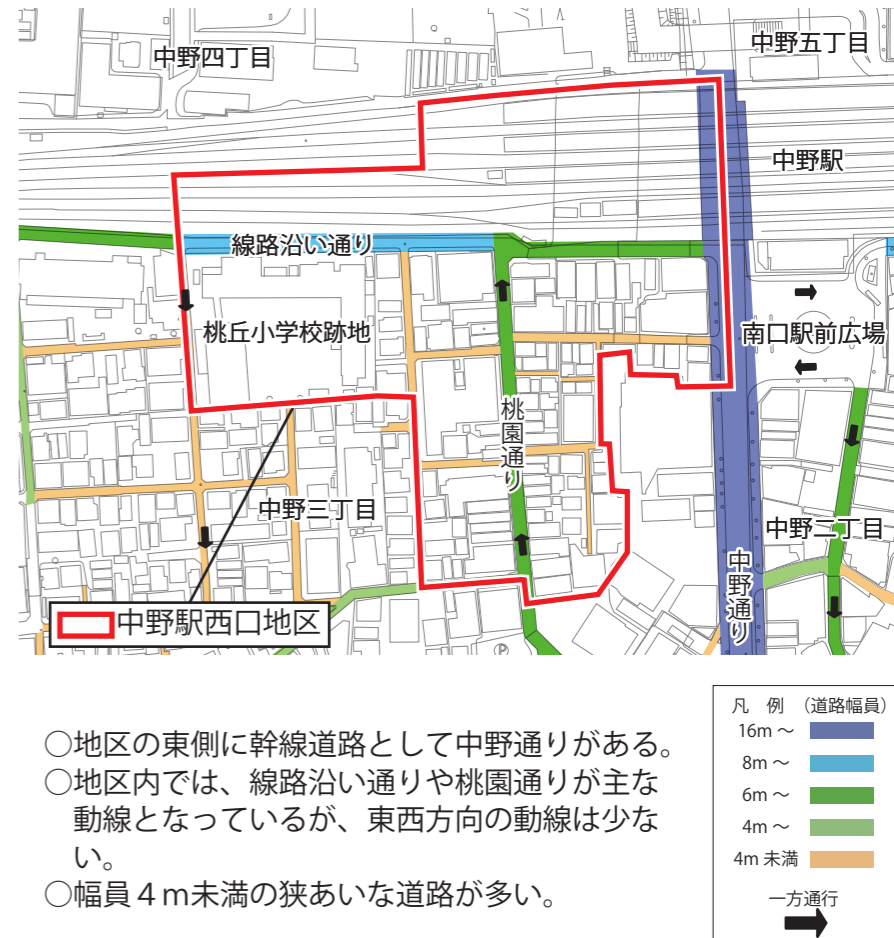 中野四丁目
中野五丁目
中野駅
線路沿い通り
桃丘小学校跡地
南口駅前広場
桃園通り
中野三丁目
中野二丁目
中野通り
中野駅西口地区
P
凡 例 （道路幅員）
16m ～
8m ～
6m ～
4m ～
4m 未満
一方通行
○地区の東側に幹線道路として中野通りがある。
○地区内では、線路沿い通りや桃園通りが主な
動線となっているが、東西方向の動線は少な
い。
○幅員４ｍ未満の狭あいな道路が多い。